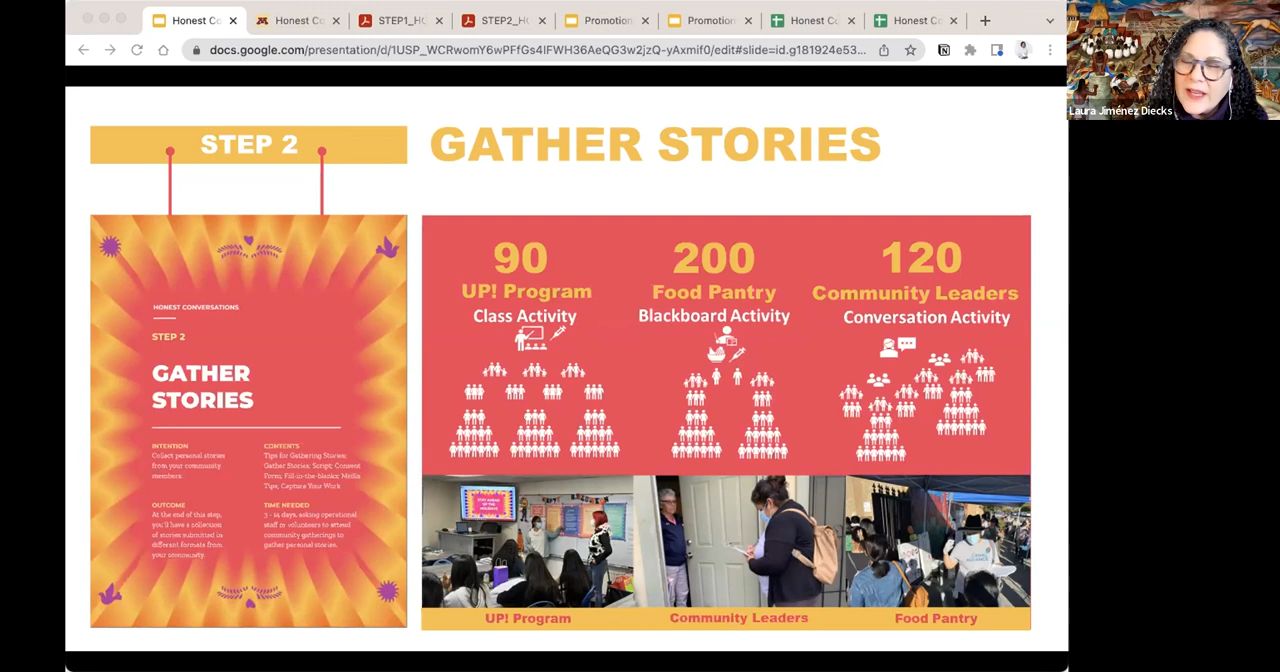 Honest Co
Honest Co
STEP1_HO
STEP2_H
Promotion
Promotion
Honest Co
Honest Co
docs.google.com/presentation/d/1USP_WCRwomY6wPFfGs4IFWH36AeQG3w2jzQ-yAxmif0/edit#slide=id.g181924e53...
Laura Jiménez Diecks
STEP 2
GATHER STORIES
HONEST CONVERSATIONS
STEP 2
GATHER
STORIES
INTENTION
Collect personal stories
from your community
members.
OUTCOME
At the end of this step,
you'll have a collection
of stories submitted in
different formats from
your community.
CONTENTS
Tips for Gathering Stories;
Gather Stories; Script; Consent
Form; Fill-in-the-blanks; Media
Tips; Capture Your Work
TIME NEEDED
3 - 14 days, asking operational
staff or volunteers to attend
community gatherings to
gather personal stories.
90
UP! Program
Class Activity
200
Food Pantry
Blackboard Activity
120
Community Leaders
Conversation Activity
UP! Program
Community Leaders
Food Pantry